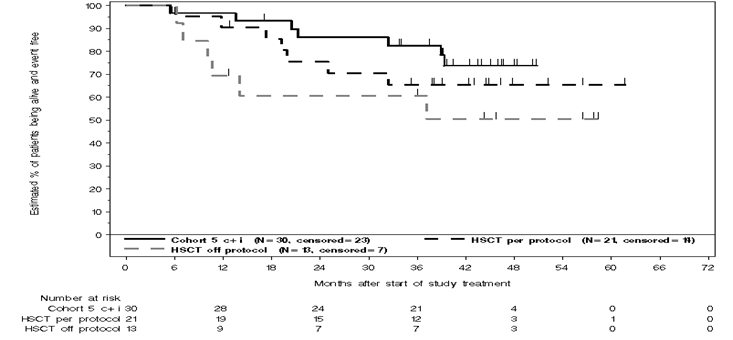 Estimated % of patients being alive and event free
100
90
80
70
60
50
40
30
20
10
0
Cohort 5 c+i (N=30, censored=23) HSCT per protocol (N=21, censored=14)
HSCT off protocol (N=13, censored=7)
0 6 12 18 24 30 36 42 48 54 60 66 72
Months after start of study treatment
Number at risk
Cohort 5 c+i 30 28 24 21 4 0 0
HSCT per protocol 21 19 15 12 3 1 0
HSCT off protocol 13 9 7 7 3 0 0